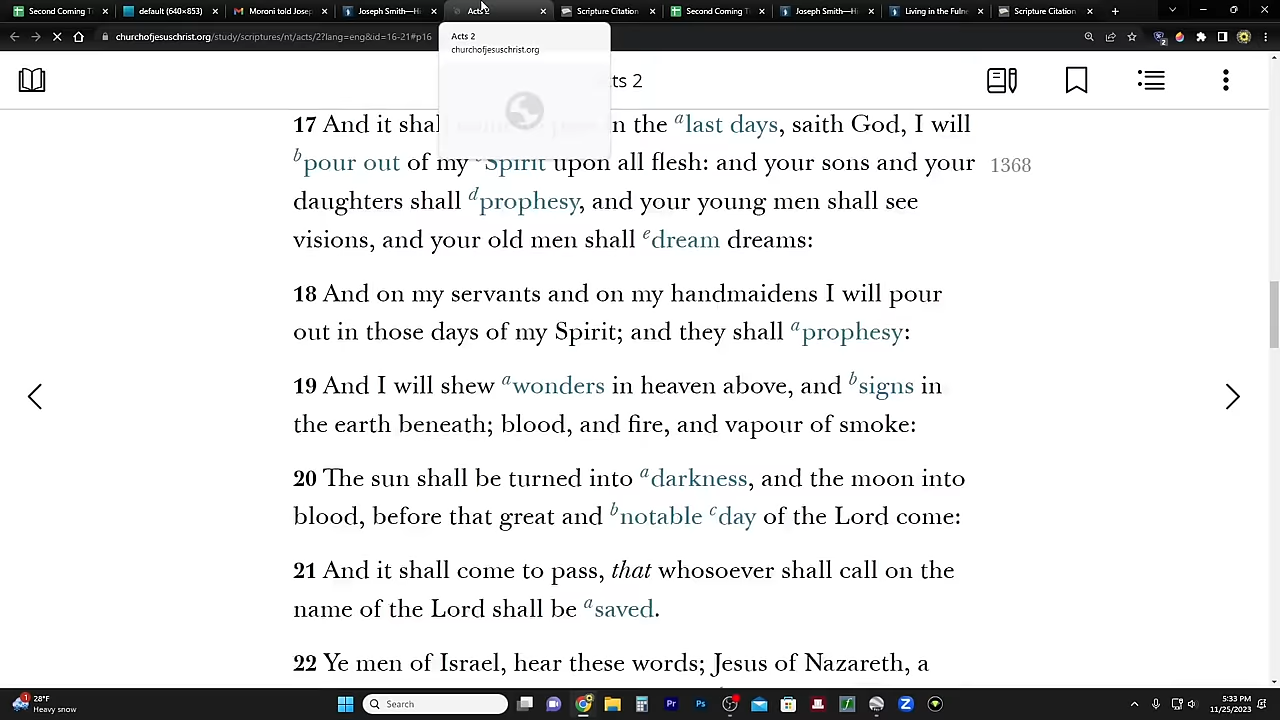 Second Coming T
default (640×853)
Moroni told Josep
Joseph Smith—Hi
Acts 2
Scripture Citation
Second Coming T
Joseph Smith—Hi
Living in the Fulne
Scripture Citation
churchofjesuschrist.org/study/scriptures/nt/acts/2?lang=eng&id=16-21#p16
Acts 2
churchofjesuschrist.org
ts 2
17 And it shal n the a last days, saith God, I will
b pour out of my Spirit upon all flesh: and your sons and your 1368
daughters shall d prophesy, and your young men shall see
visions, and your old men shall e dream dreams:
18 And on my servants and on my handmaidens I will pour
out in those days of my Spirit; and they shall a prophesy:
19 And I will shew a wonders in heaven above, and b signs in
the earth beneath; blood, and fire, and vapour of smoke:
20 The sun shall be turned into a darkness, and the moon into
blood, before that great and b notable c day of the Lord come:
21 And it shall come to pass, that whosoever shall call on the
name of the Lord shall be a saved.
22 Ye men of Israel, hear these words; Jesus of Nazareth, a
28°F
Heavy snow
Search
5:33 PM
11/25/2023